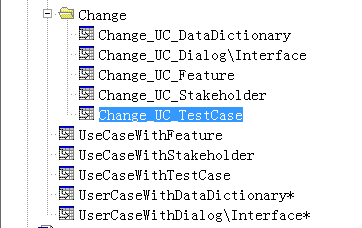 Change
Change_UC_DataDictionary
Change_UC_Dialog\Interface
Change_UC_Feature
Change_UC_Stakeholder
Change_UC_TestCase
UseCaseWithFeature
UseCaseWithStakeholder
UseCaseWithTestCase
UserCaseWithDataDictionary*
UserCaseWithDialog\Interface*